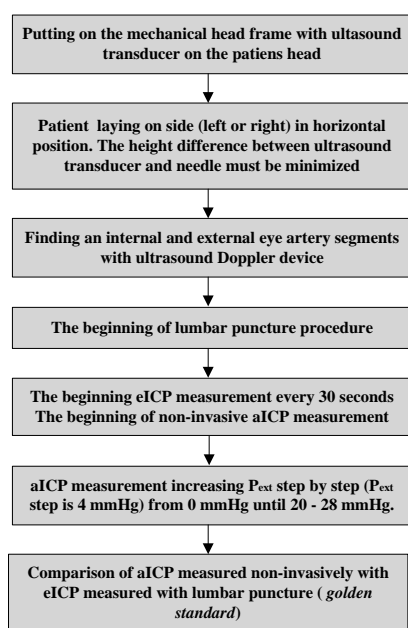 Putting on the mechanical head frame with ultasound
transducer on the patiens head
Patient laying on side (left or right) in horizontal
position. The height difference between ultrasound
transducer and needle must be minimized
Finding an internal and external eye artery segments
with ultrasound Doppler device
The beginning of lumbar puncture procedure
The beginning eICP measurement every 30 seconds
The beginning of non-invasive aICP measurement
aICP measurement increasing Pext step by step (Pext
step is 4 mmHg) from 0 mmHg until 20 - 28 mmHg.
Comparison of aICP measured non-invasively with
eICP measured with lumbar puncture ( golden
standard)